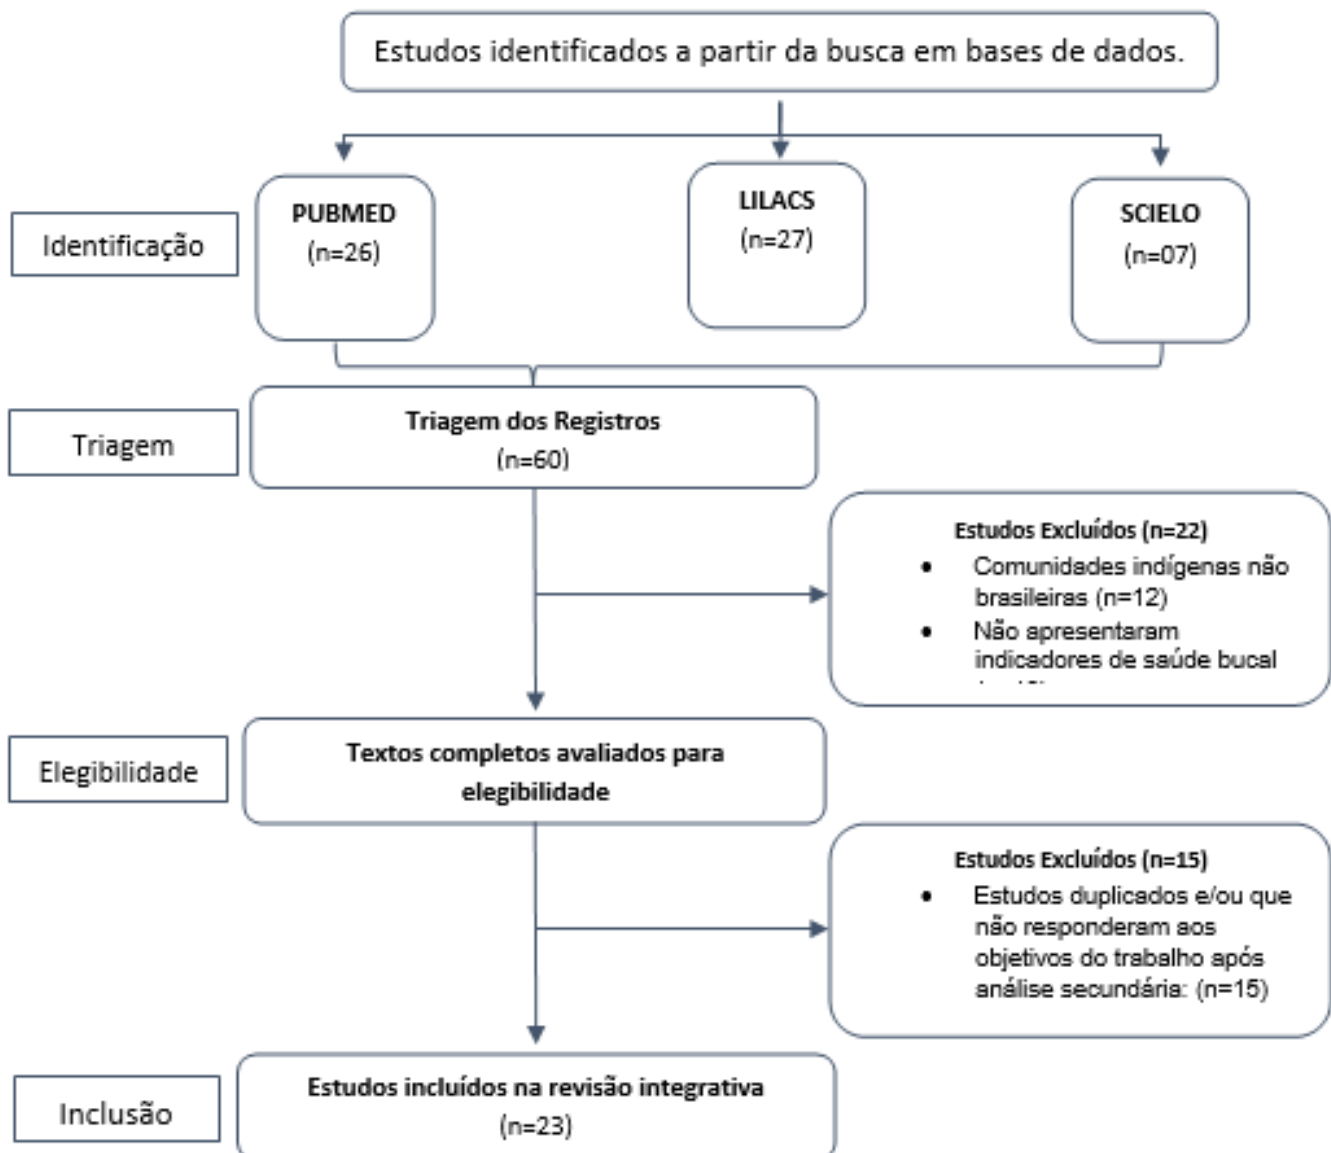 Estudos identificados a partir da busca em bases de dados.
Identificação
PUBMED
(n=26)
LILACS
(n=27)
SCIELO
(n=07)
Triagem
Triagem dos Registros
(n=60)
Estudos Excluídos (n=22)
• Comunidades indígenas não
brasileiras (n=12)
• Não apresentaram
indicadores de saúde bucal
Elegibilidade
Textos completos avaliados para
elegibilidade
Estudos Excluídos (n=15)
• Estudos duplicados e/ou que
não responderam aos
objetivos do trabalho após
análise secundária: (n=15)
Inclusão
Estudos incluídos na revisão integrativa
(n=23)